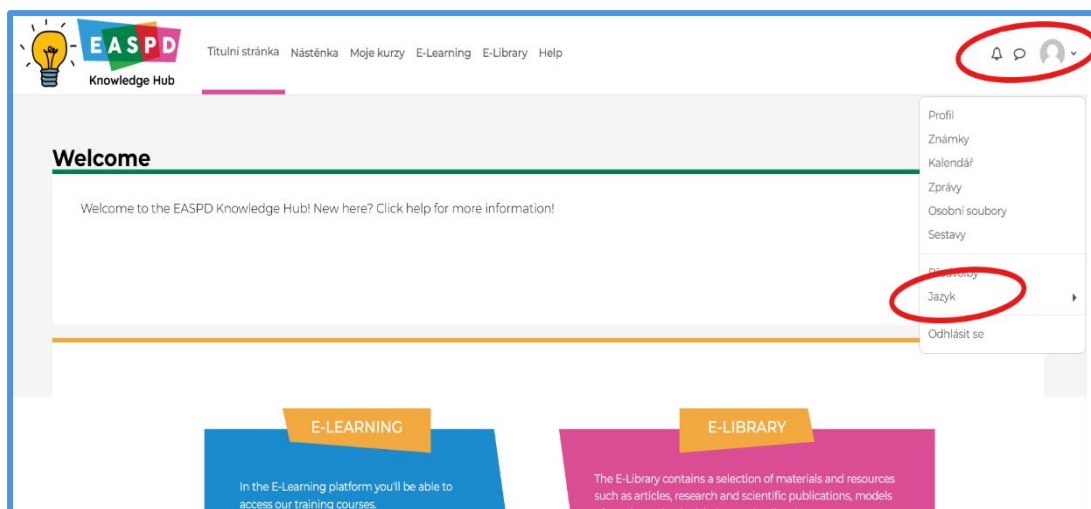 EASPD
Knowledge Hub
Titulní stránka Nástěnka Moje kurzy E-Learning E-Library Help
Profil
Známky
Kalendář
Zprávy
Osobní soubory
Sestavy
Jazyk
Odhlásit se
Welcome
Welcome to the EASPD Knowledge Hub! New here? Click help for more information!
E-LEARNING
In the E-Learning platform you'll be able to
access our training courses.
E-LIBRARY
The E-Library contains a selection of materials and resources
such as articles, research and scientific publications, models